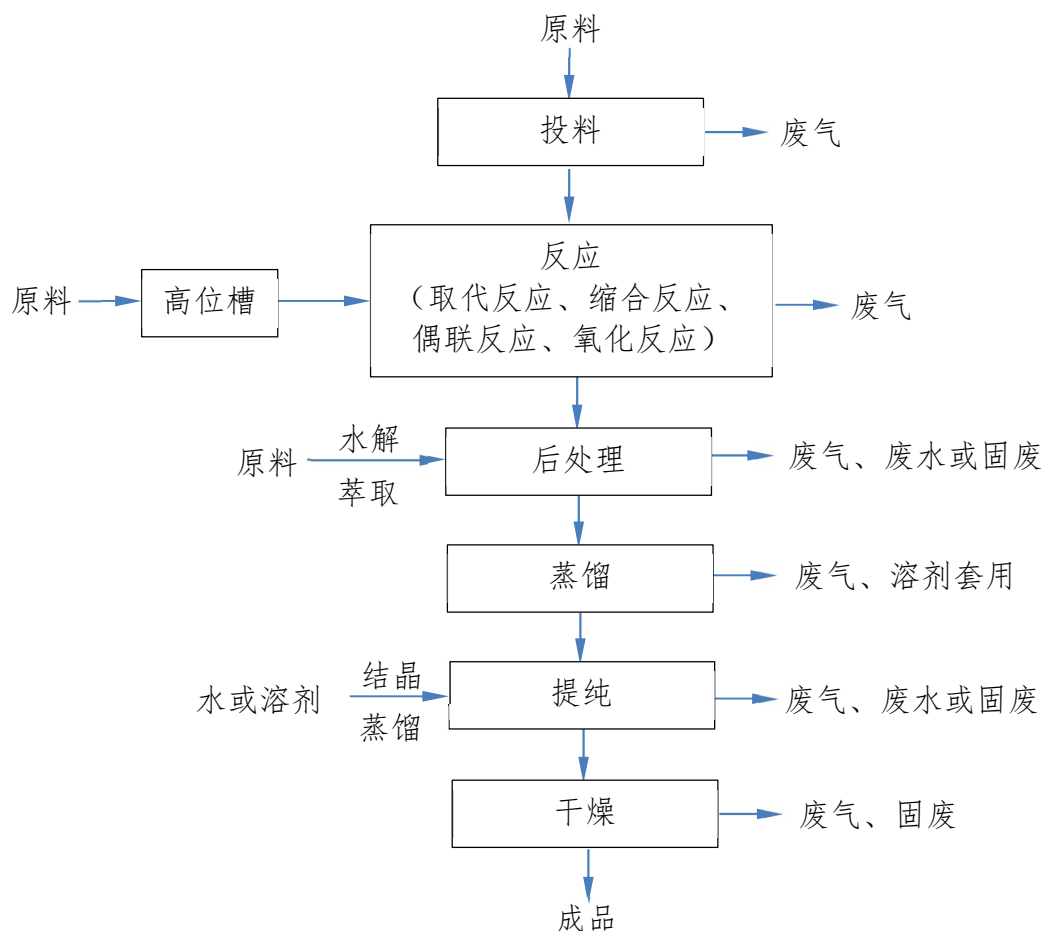 原料
投料
废气
反应
（取代反应、缩合反应、
偶联反应、氧化反应）
原料
高位槽
废气
原料
水解
萃取
后处理
废气、废水或固废
蒸馏
废气、溶剂套用
水或溶剂
结晶
蒸馏
提纯
废气、废水或固废
干燥
废气、固废
成品